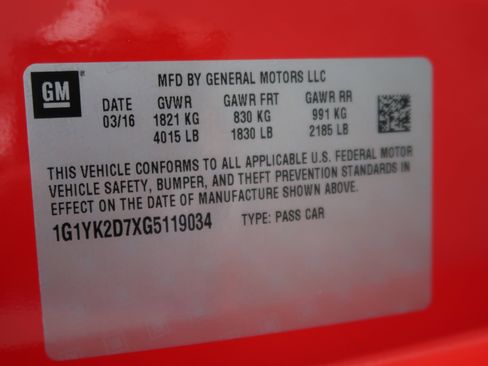 GM
MFD BY GENERAL MOTORS LLC
DATE GVWR GAWR FRT GAWR RR
03/16 1821 KG 830 KG 991 KG
4015 LB 1830 LB 2185 LB
THIS VEHICLE CONFORMS TO ALL APPLICABLE U.S. FEDERAL MOTOR
VEHICLE SAFETY, BUMPER, AND THEFT PREVENTION STANDARDS IN
EFFECT ON THE DATE OF MANUFACTURE SHOWN ABOVE.
1G1YK2D7XG5119034 TYPE: PASS CAR